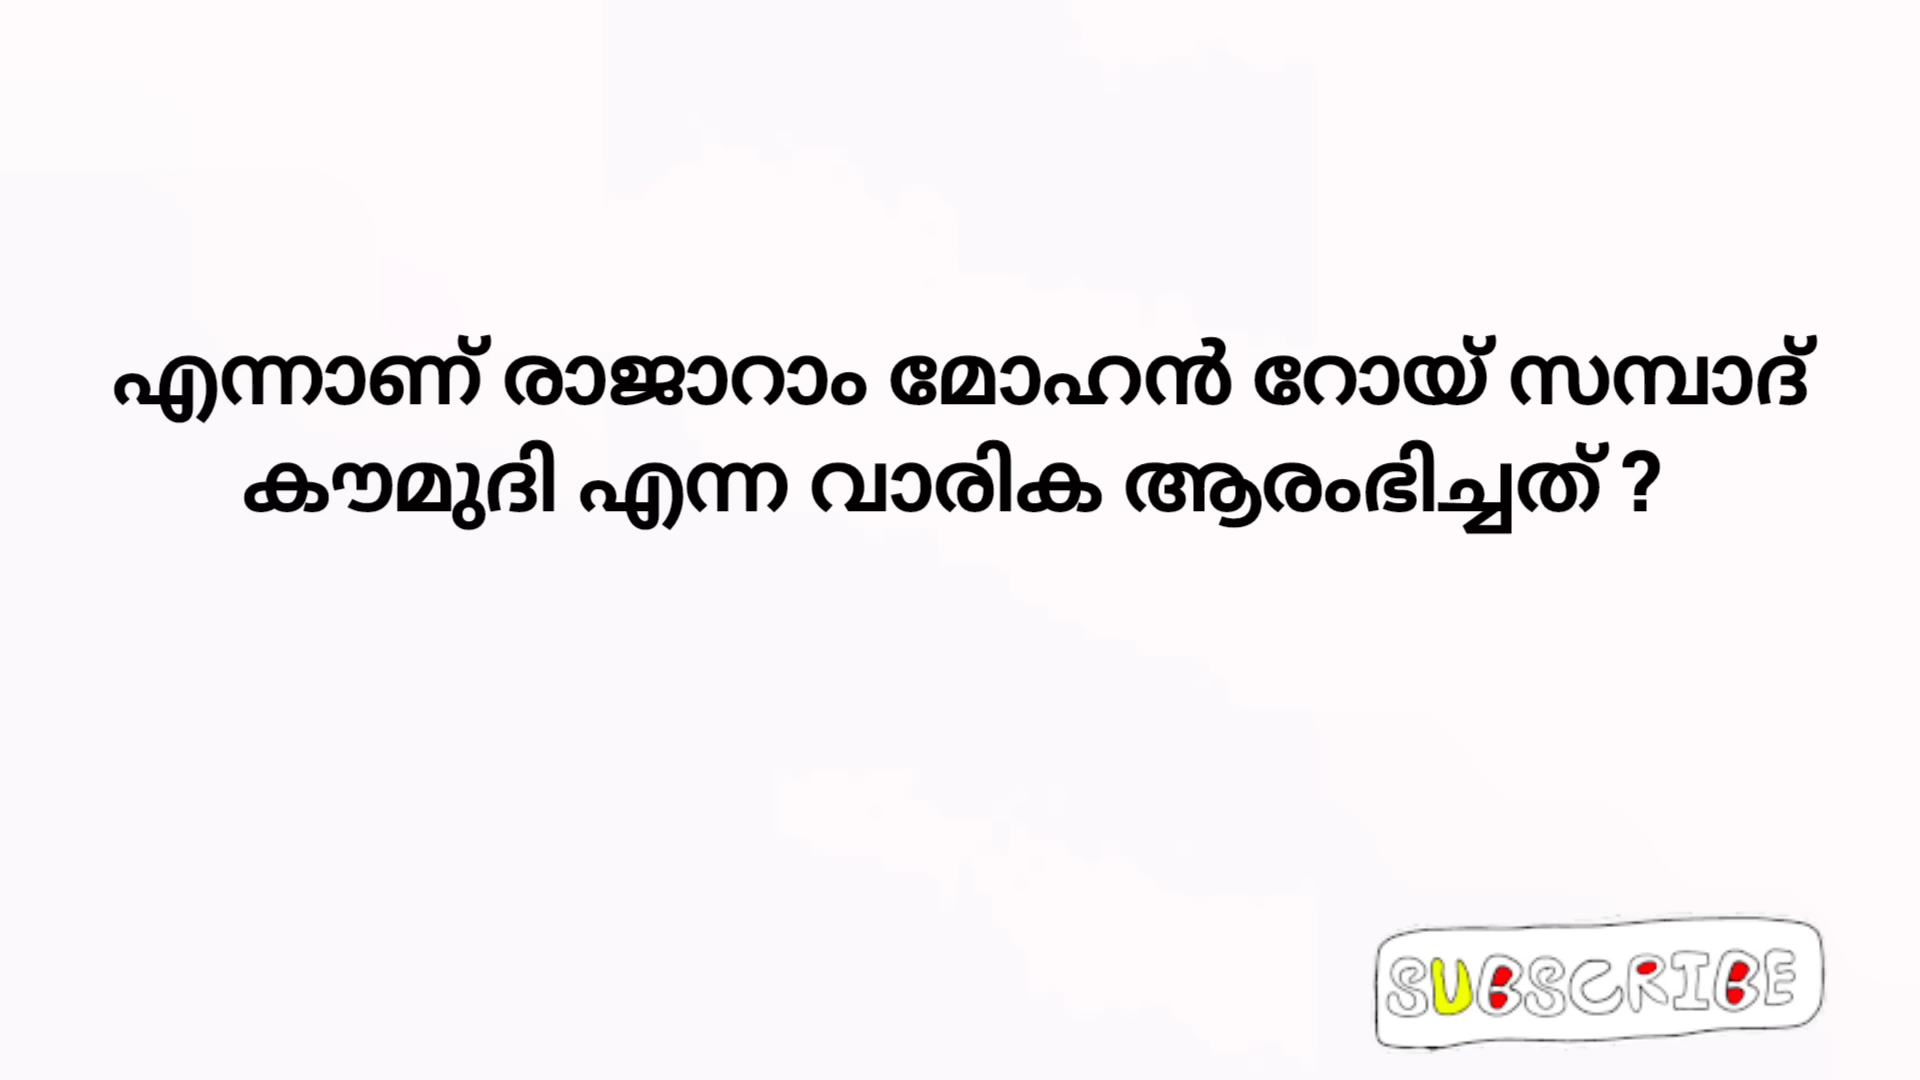 എന്നാണ് രാജാറാം മോഹൻ റോയ് സമ്പാദ്
കൗമുദി എന്ന വാരിക ആരംഭിച്ചത് ?
SUBSCRIBE